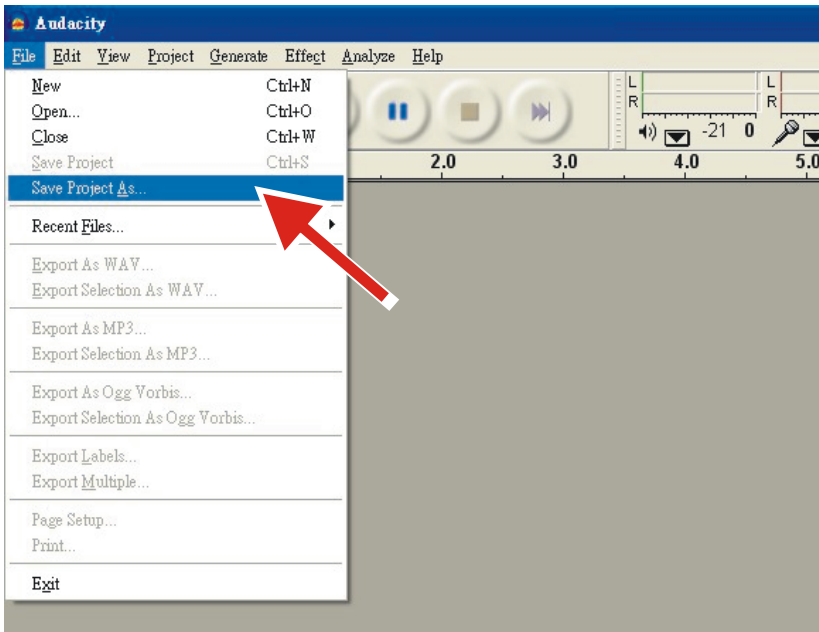 Audacity
File Edit View Project Generate Effect Analyze Help
New Ctrl+N
Open... Ctrl+O
Close Ctrl+W
Save Project Ctrl+S
Save Project As...
Recent Files...
Export As WAV...
Export Selection As WAV...
Export As MP3...
Export Selection As MP3...
Export As Ogg Vorbis...
Export Selection As Ogg Vorbis...
Export Labels...
Export Multiple...
Page Setup...
Print...
Exit
L
R
-21 0
L
R
2.0 3.0 4.0 5.0